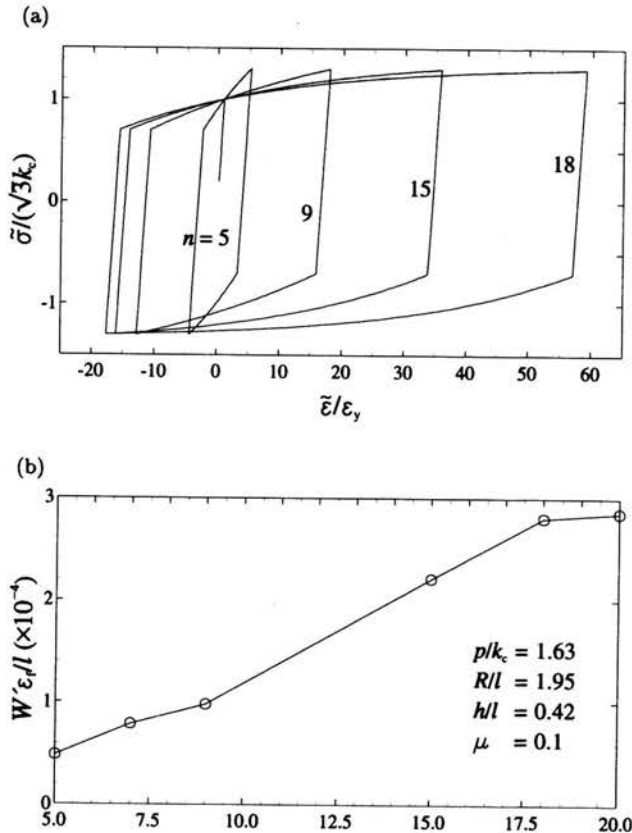 (a)
σ̃/(√3k_c)
1
0
-1
n = 5
9
15
18
-20 -10 0 10 20 30 40 50 60
ε̃/ε_y
(b)
W′ε_f/l (×10⁻⁴)
3
2
1
0
p/k_c = 1.63
R/l = 1.95
h/l = 0.42
μ = 0.1
5.0 7.5 10.0 12.5 15.0 17.5 20.0